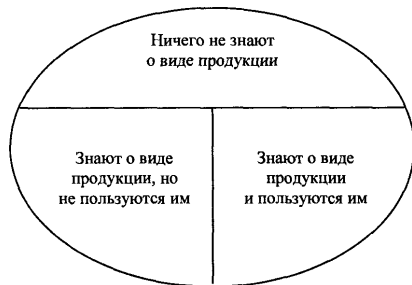 Ничего не знают
о виде продукции
Знают о виде
продукции, но
не пользуются им
Знают о виде
продукции
и пользуются им